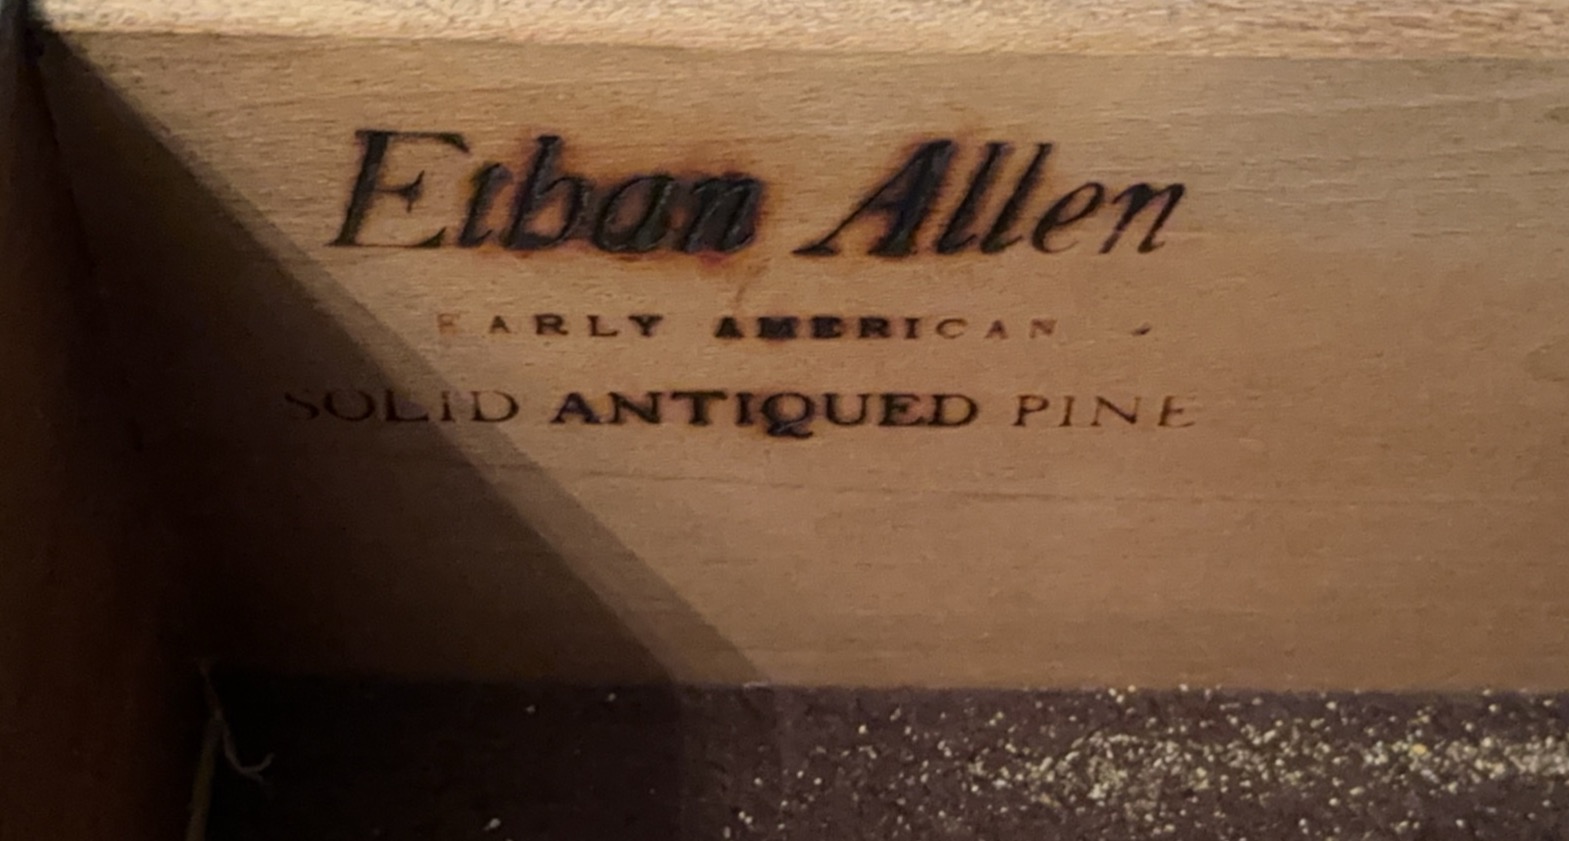 Ethan Allen
EARLY AMERICAN
SOLID ANTIQUED PINE